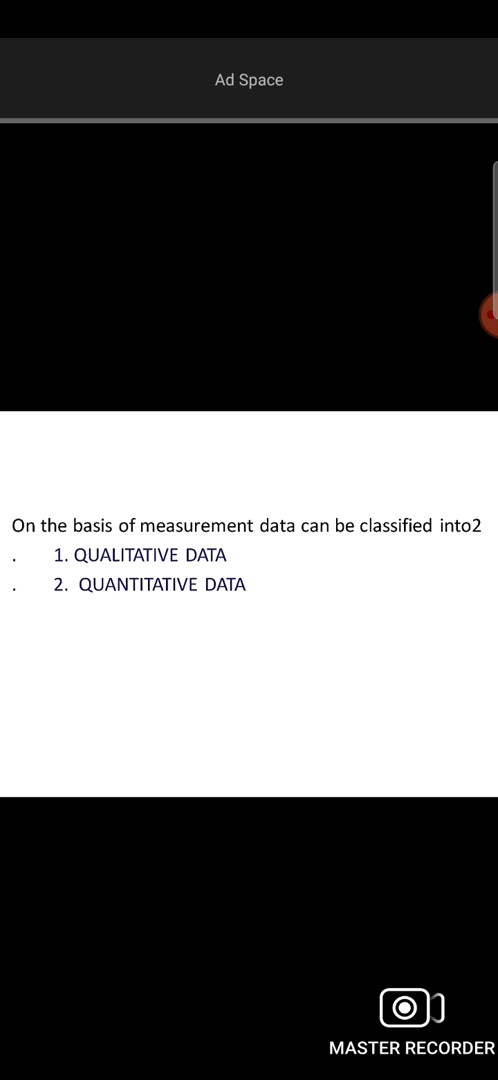 Ad Space
On the basis of measurement data can be classified into2
. 1. QUALITATIVE DATA
. 2. QUANTITATIVE DATA
MASTER RECORDER